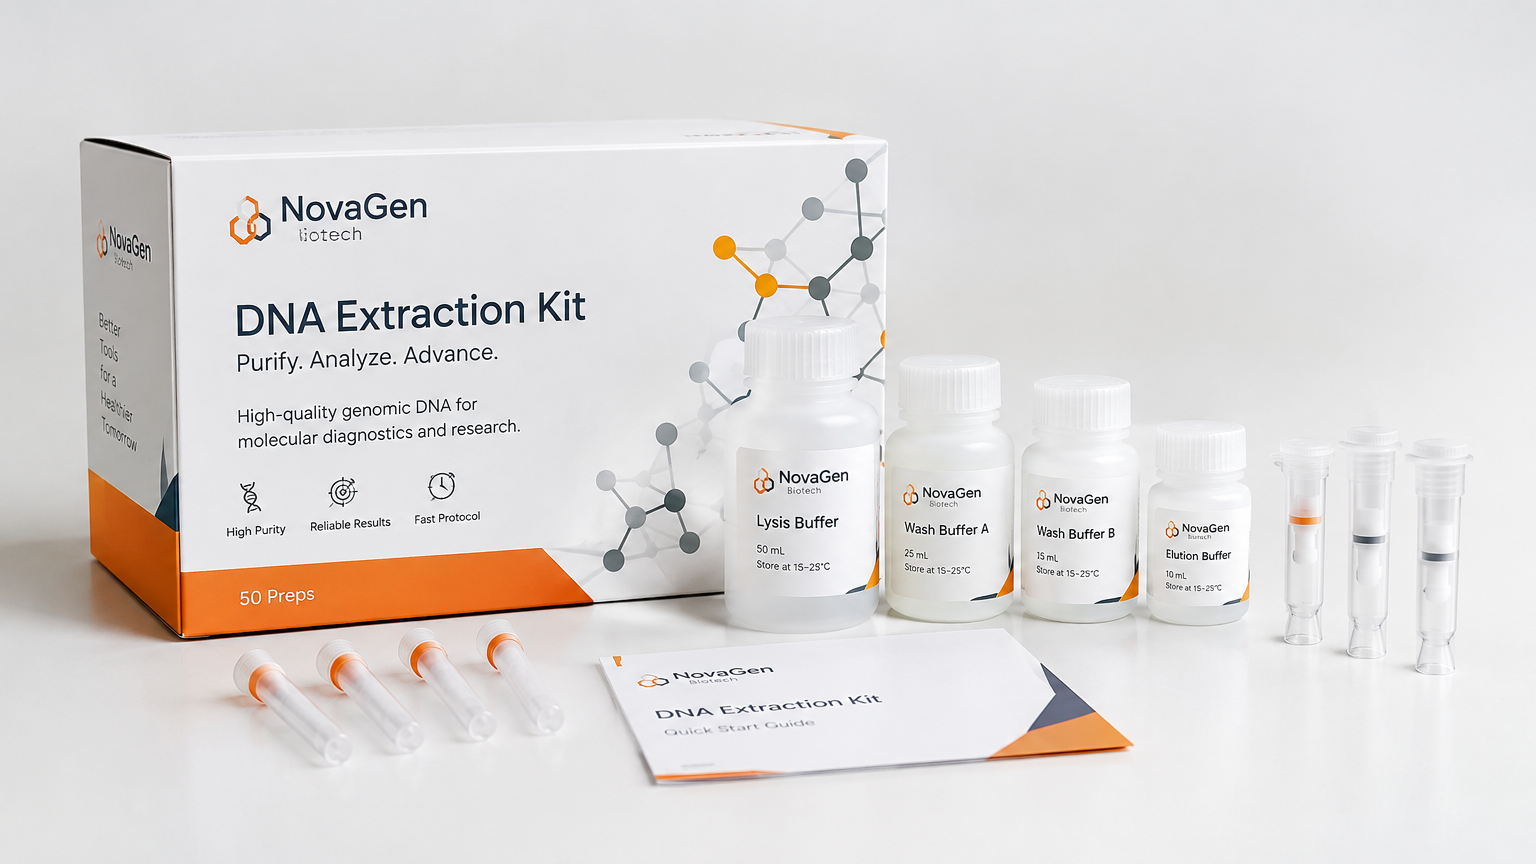 NovaGen
Biotech
DNA Extraction Kit
Purify. Analyze. Advance.
High-quality genomic DNA for
molecular diagnostics and research.
High Purity
Reliable Results
Fast Protocol
50 Preps
NovaGen
Biotech
Better
Tools
for a
Healthier
Tomorrow
NovaGen
Biotech
Lysis Buffer
50 mL
Store at 15-25°C
NovaGen
Biotech
Wash Buffer A
25 mL
Store at 15-25°C
NovaGen
Biotech
Wash Buffer B
15 mL
Store at 15-25°C
NovaGen
Biotech
Elution Buffer
10 mL
Store at 15-25°C
NovaGen
Biotech
DNA Extraction Kit
Quick Start Guide